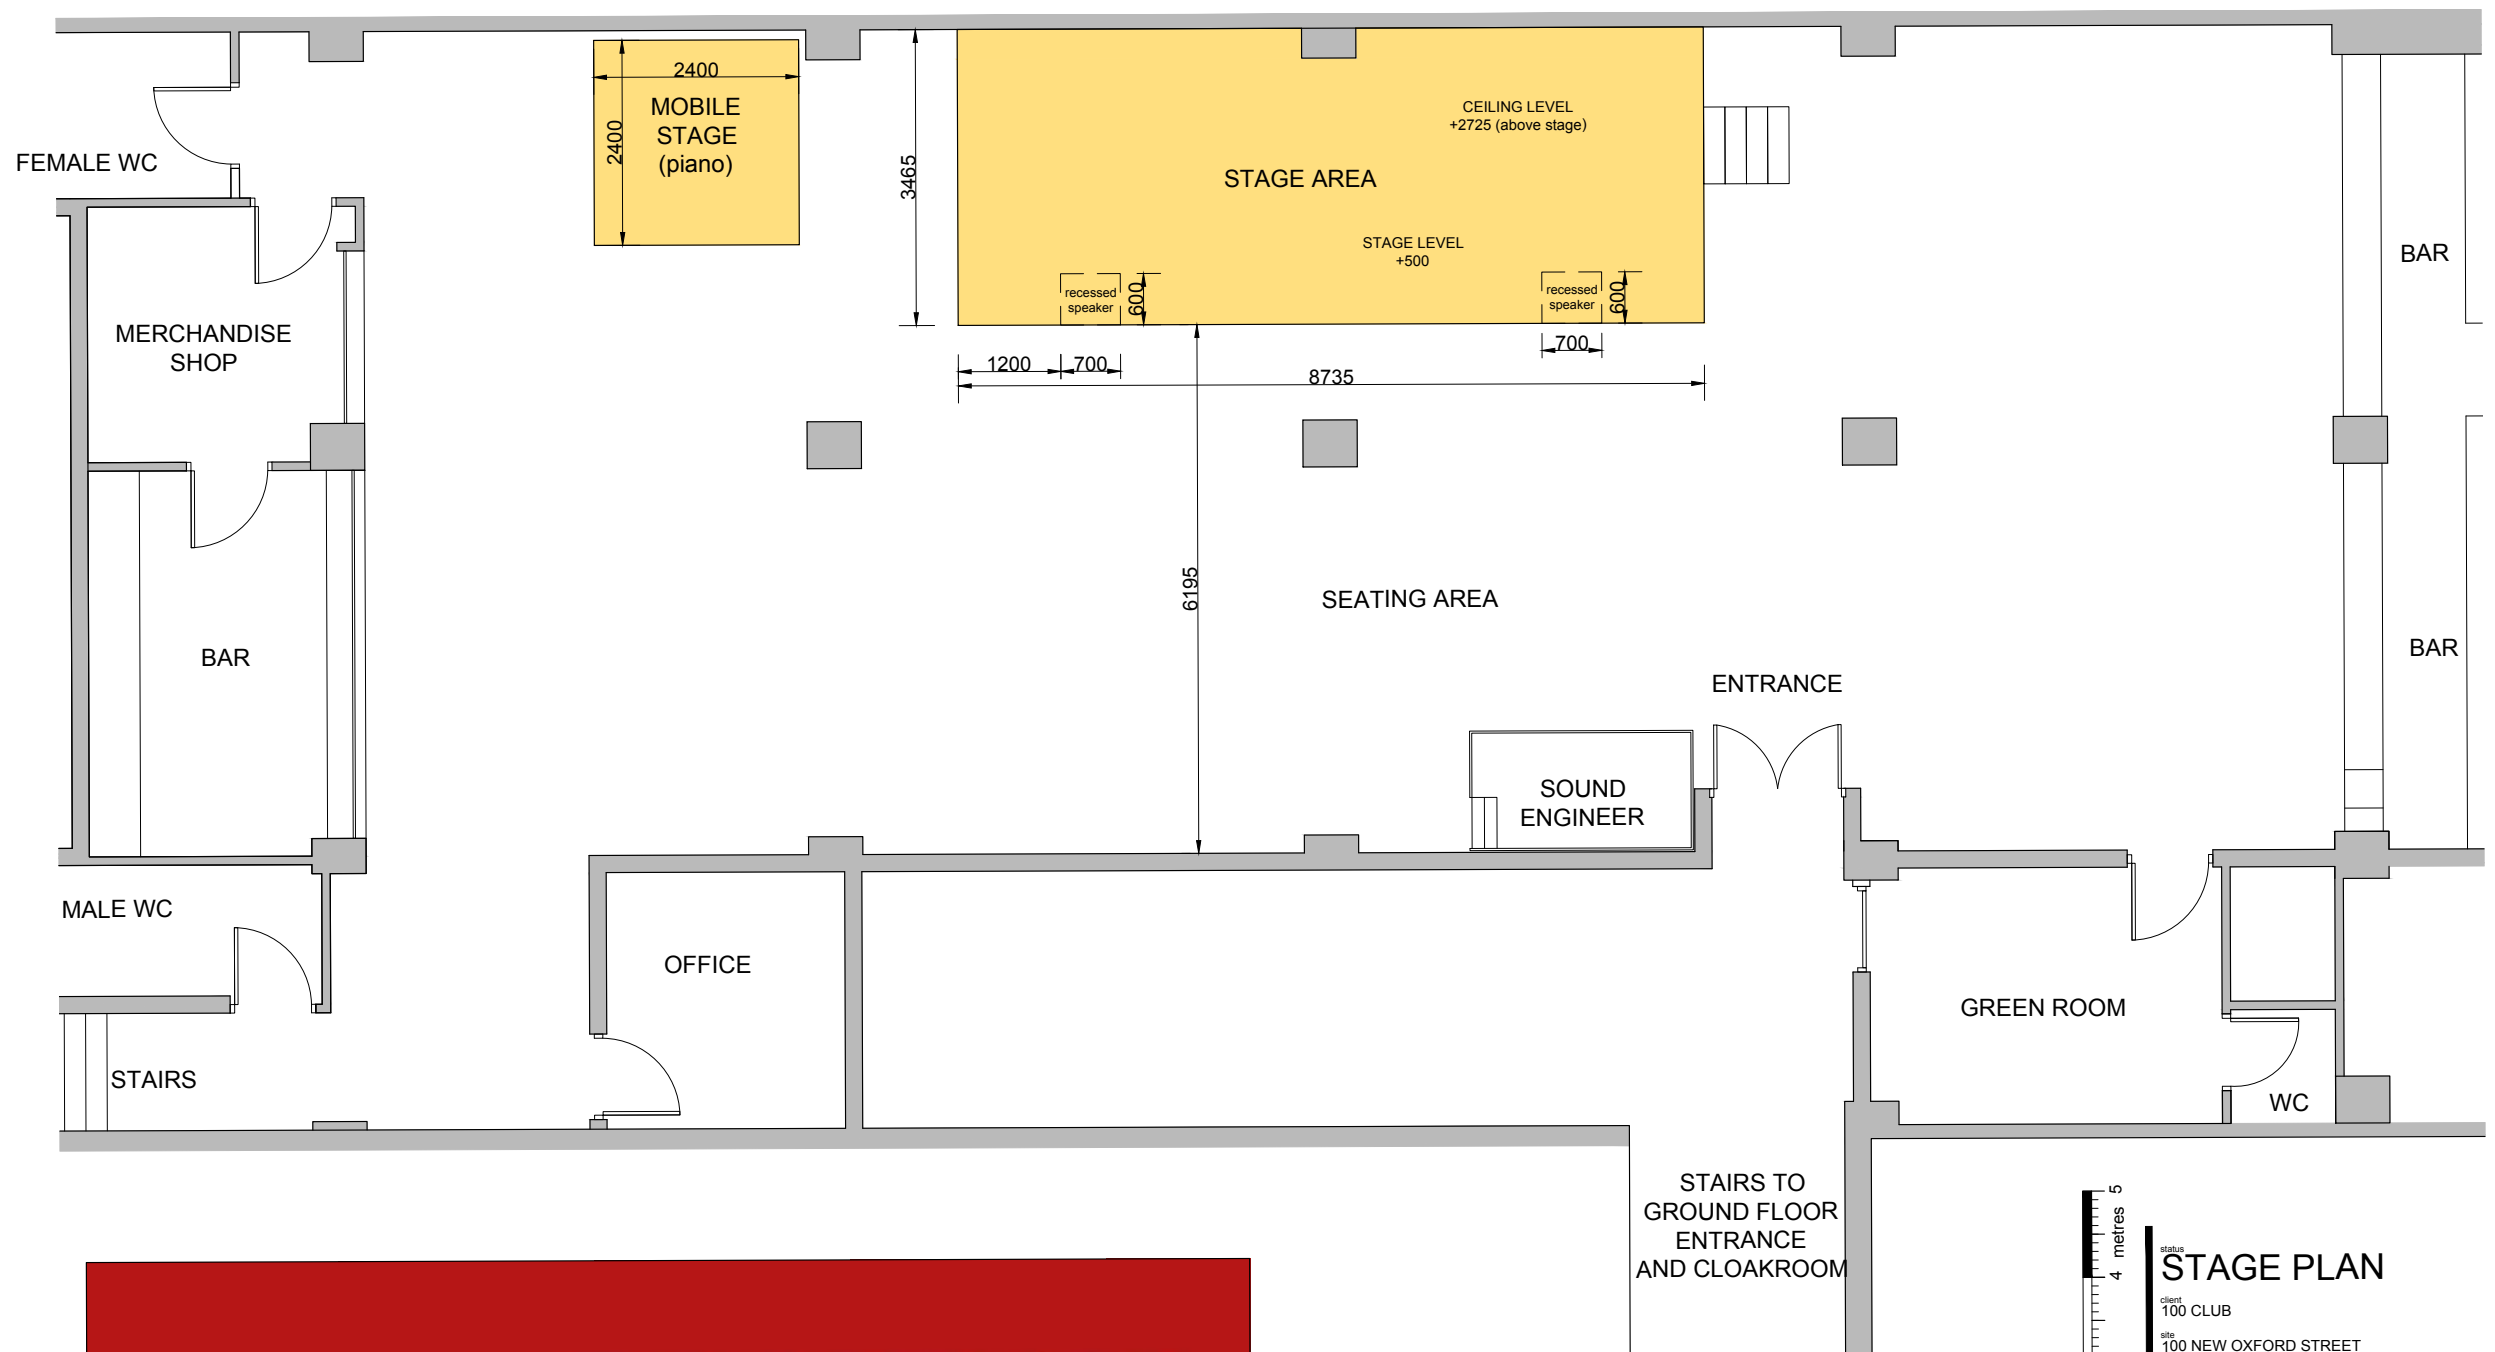 2400
MOBILE
STAGE
(piano)
2400
FEMALE WC
3465
CEILING LEVEL
+2725 (above stage)
STAGE AREA
STAGE LEVEL
+500
recessed
speaker
600
recessed
speaker
600
BAR
MERCHANDISE
SHOP
1200
700
700
8735
6195
SEATING AREA
BAR
BAR
ENTRANCE
SOUND
ENGINEER
MALE WC
OFFICE
GREEN ROOM
STAIRS
WC
STAIRS TO
GROUND FLOOR
ENTRANCE
AND CLOAKROOM
4 metres 5
status
STAGE PLAN
client
100 CLUB
site
100 NEW OXFORD STREET